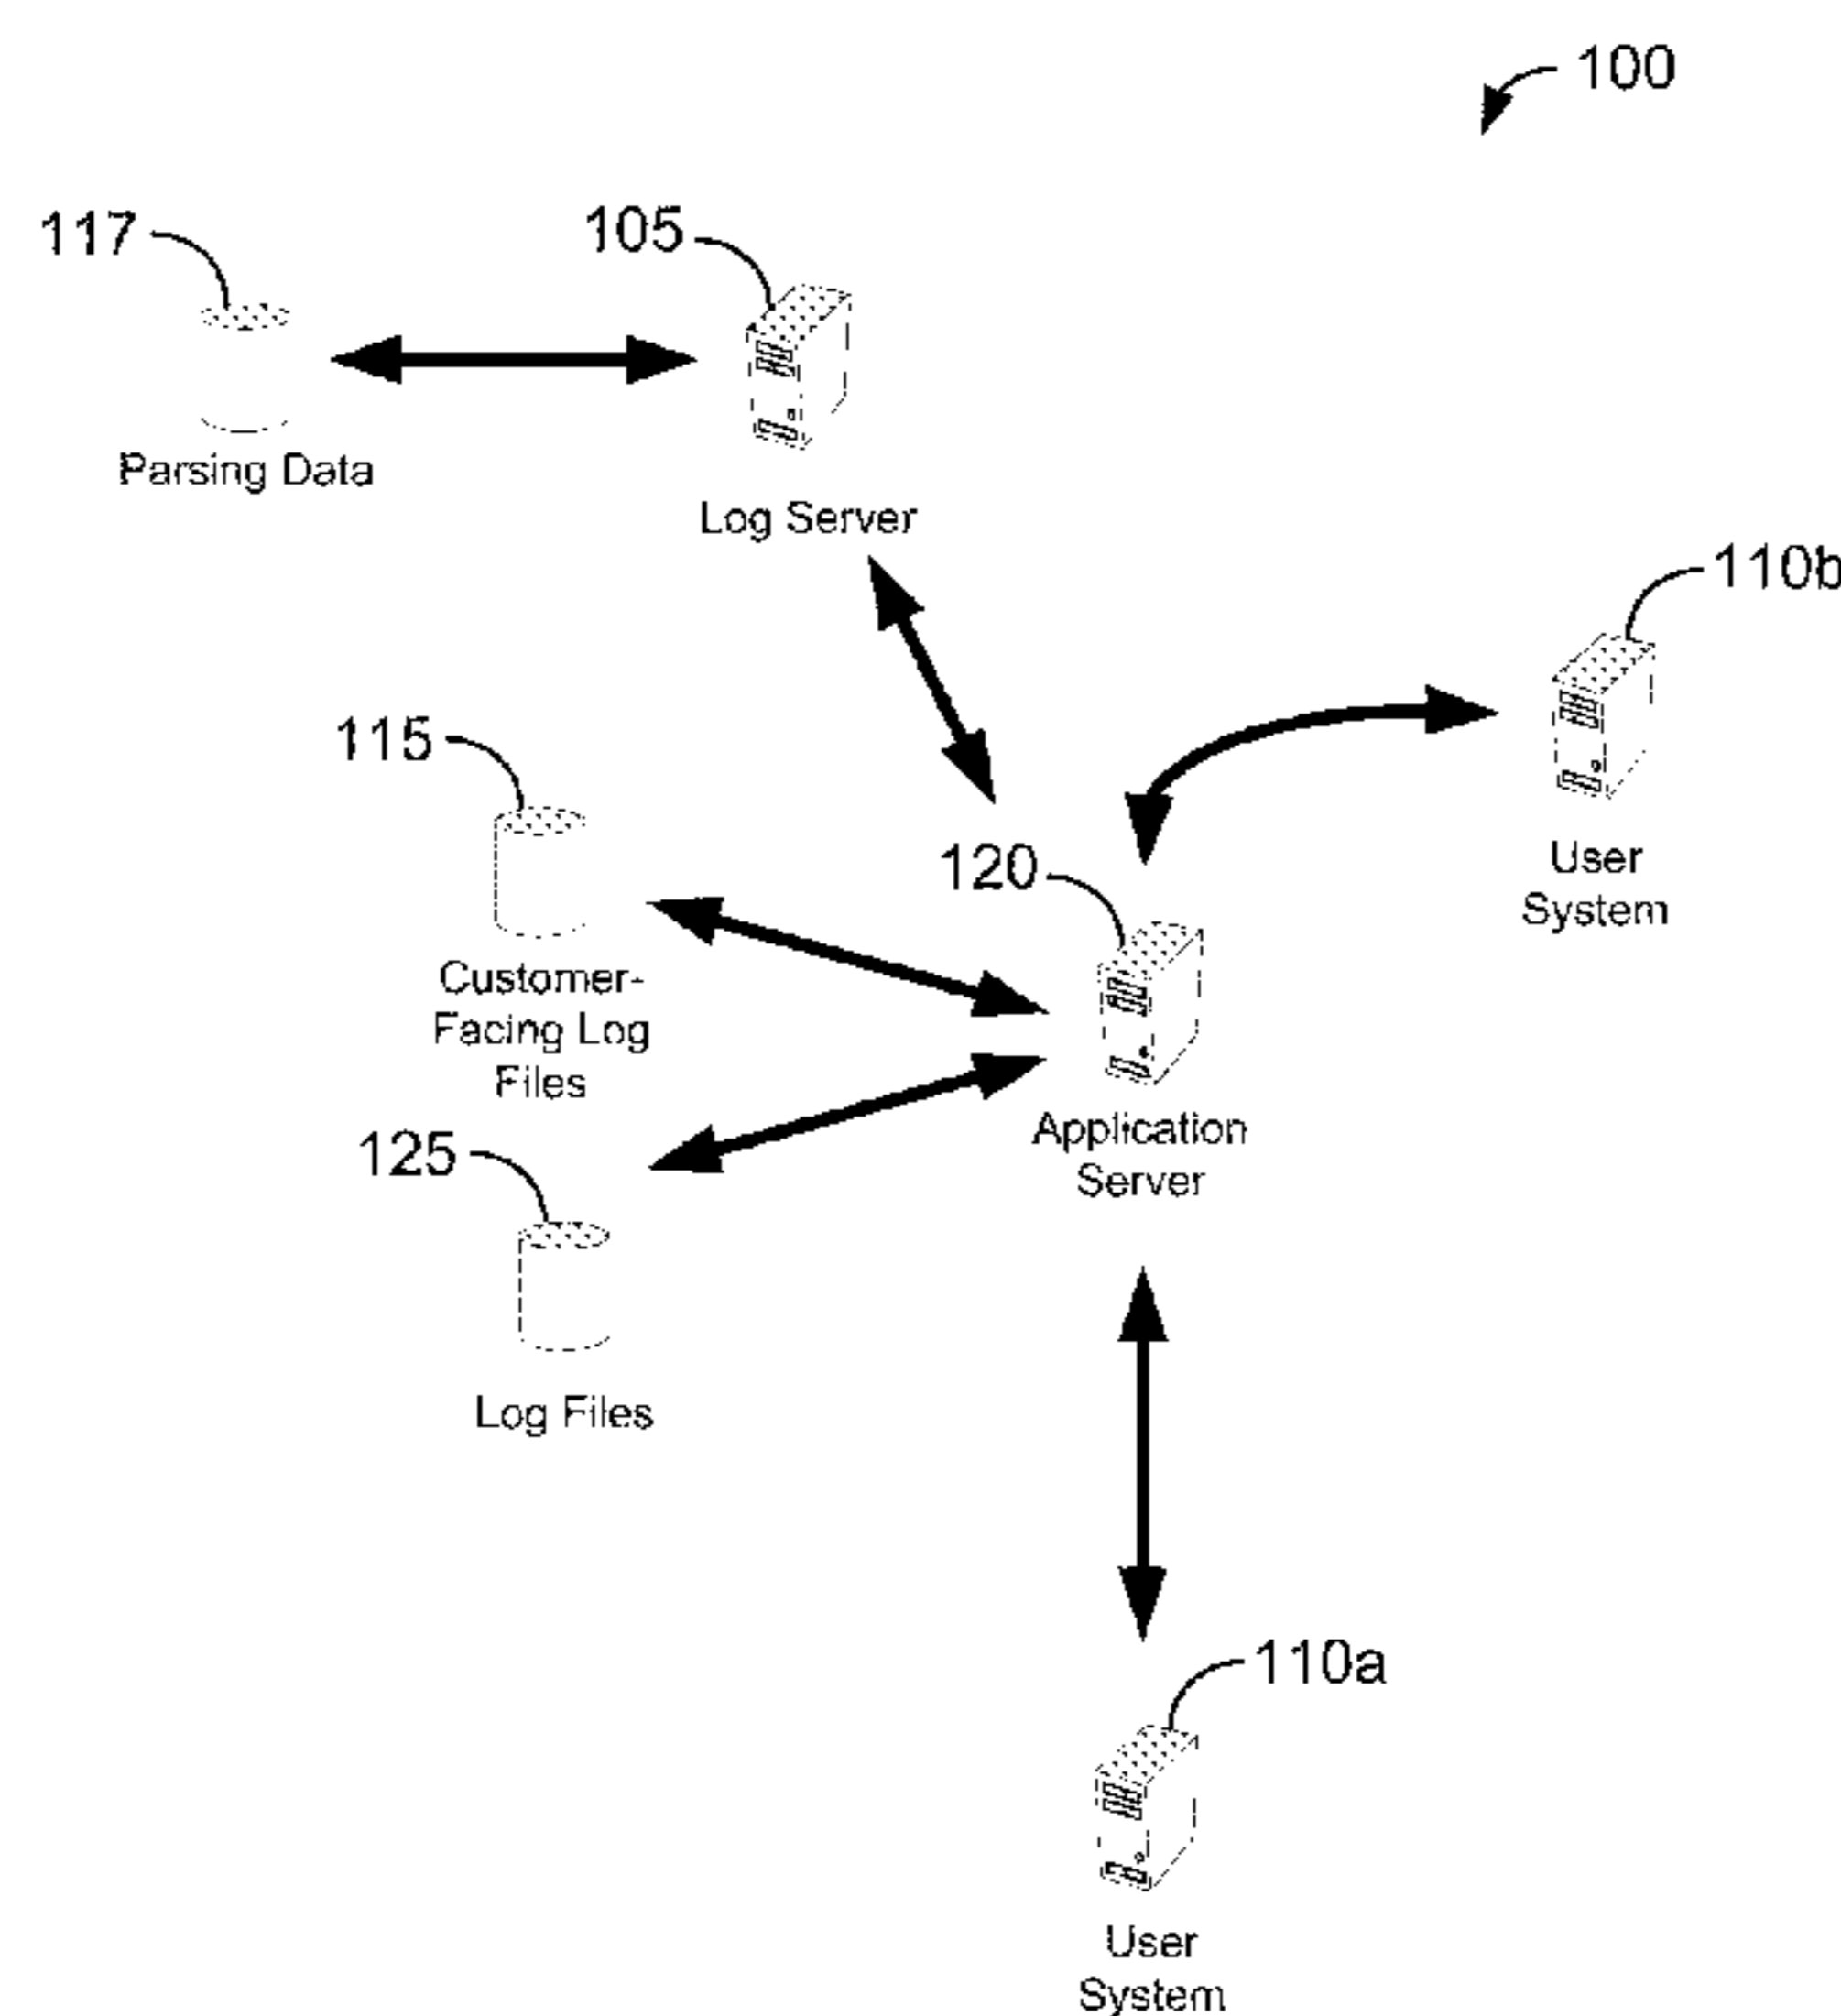 100
117
105
Parsing Data
Log Server
110b
115
User
System
120
Customer-
Facing Log
Files
Application
Server
125
Log Files
110a
User
System